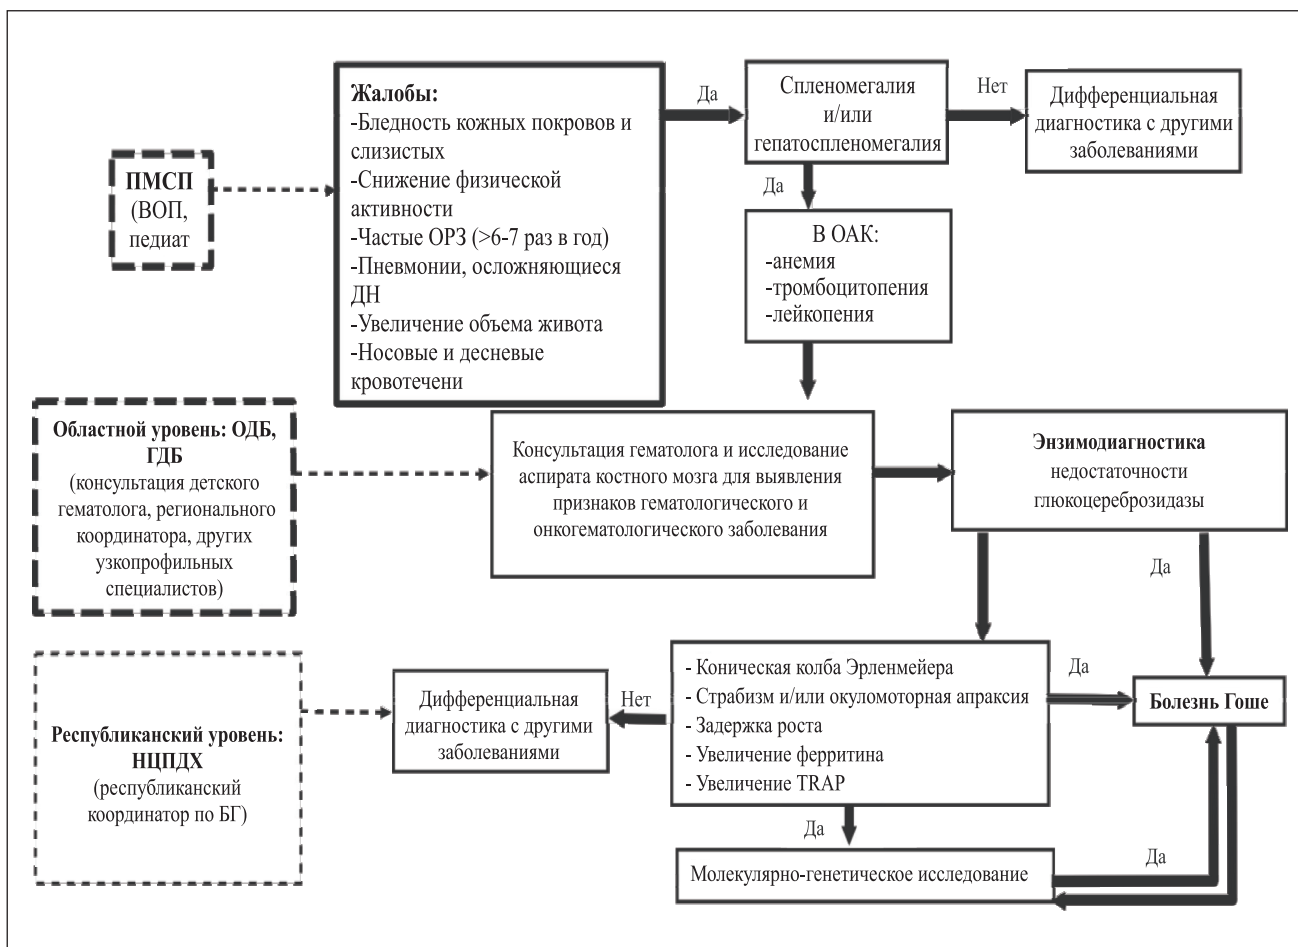 ПМСП
(ВОП,
педиат
Жалобы:
-Бледность кожных покровов и
слизистых
-Снижение физической
активности
-Частые ОРЗ (>6-7 раз в год)
-Пневмонии, осложняющиеся
ДН
-Увеличение объема живота
-Носовые и десневые
кровотечени
Да
Спленомегалия
и/или
гепатоспленомегалия
Нет
Дифференциальная
диагностика с другими
заболеваниями
Да
В ОАК:
-анемия
-тромбоцитопения
-лейкопения
Областной уровень: ОДБ,
ГДБ
(консультация детского
гематолога, регионального
координатора, других
узкопрофильных
специалистов)
Консультация гематолога и исследование
аспирата костного мозга для выявления
признаков гематологического и
онкогематологического заболевания
Энзимодиагностика
недостаточности
глюкоцереброзидазы
Да
Республиканский уровень:
НЦПДХ
(республиканский
координатор по БГ)
Дифференциальная
диагностика с другими
заболеваниями
Нет
- Коническая колба Эрленмейера
- Страбизм и/или окуломоторная апраксия
- Задержка роста
- Увеличение ферритина
- Увеличение TRAP
Да
Болезнь Гоше
Да
Молекулярно-генетическое исследование
Да